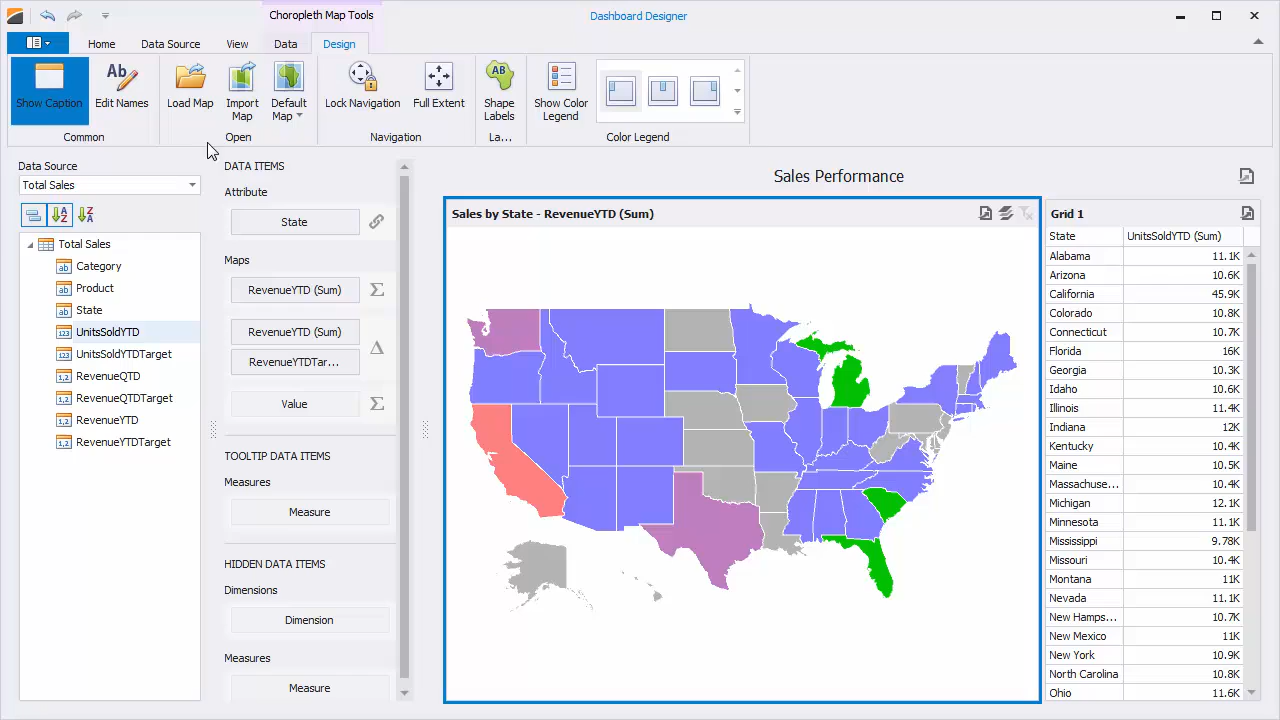 Choropleth Map Tools
Dashboard Designer
Home
Data Source
View
Data
Design
Show Caption
Edit Names
Load Map
Import Map
Default Map
Lock Navigation
Full Extent
AB
Shape Labels
Show Color Legend
Common
Open
Navigation
La...
Color Legend
Data Source
Total Sales
Total Sales
Category
Product
State
UnitsSoldYTD
UnitsSoldYTDTarget
RevenueQTD
RevenueQTDTarget
RevenueYTD
RevenueYTDTarget
DATA ITEMS
Attribute
State
Maps
RevenueYTD (Sum)
RevenueYTD (Sum)
RevenueYTDTar...
Value
TOOLTIP DATA ITEMS
Measures
Measure
HIDDEN DATA ITEMS
Dimensions
Dimension
Measures
Measure
Sales Performance
Sales by State - RevenueYTD (Sum)
Grid 1
State UnitsSoldYTD (Sum)
Alabama 11.1K
Arizona 10.6K
California 45.9K
Colorado 10.8K
Connecticut 10.7K
Florida 16K
Georgia 10.3K
Idaho 10.6K
Illinois 11.4K
Indiana 12K
Kentucky 10.4K
Maine 10.5K
Massachuse... 10.4K
Michigan 12.1K
Minnesota 11.1K
Mississippi 9.78K
Missouri 10.4K
Montana 11K
Nevada 11.1K
New Hamps... 10.7K
New Mexico 11K
New York 10.9K
North Carolina 10.8K
Ohio 11.6K